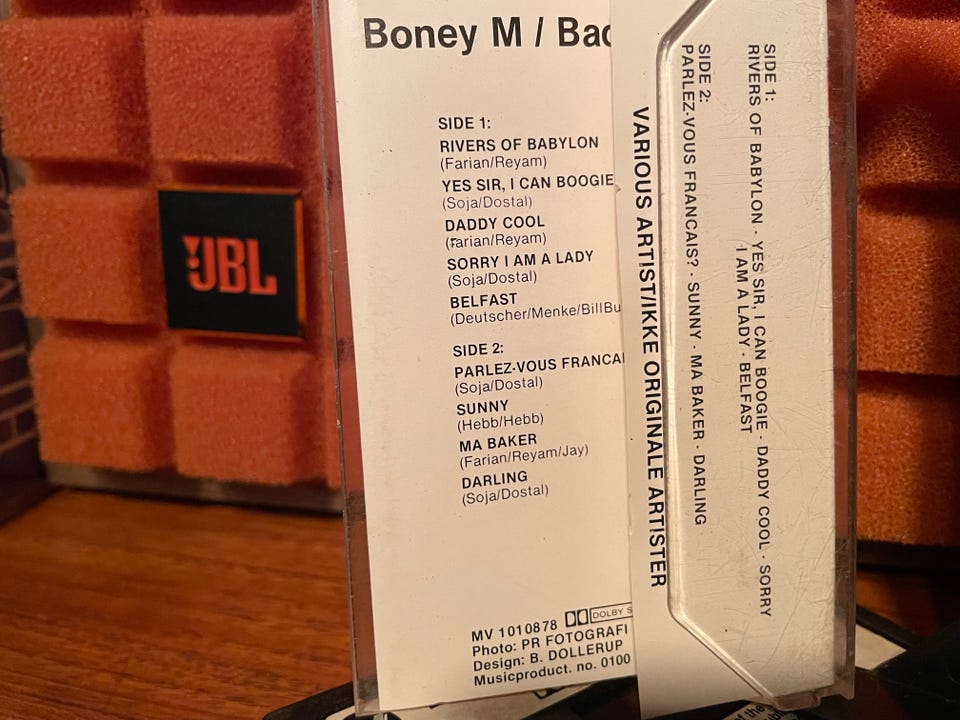 Boney M / Bac
SIDE 1:
RIVERS OF BABYLON
(Farian/Reyam)
YES SIR, I CAN BOOGIE
(Soja/Dostal)
DADDY COOL
(Farian/Reyam)
SORRY I AM A LADY
(Soja/Dostal)
BELFAST
(Deutscher/Menke/BillBu
SIDE 2:
PARLEZ-VOUS FRANCAI
(Soja/Dostal)
SUNNY
(Hebb/Hebb)
MA BAKER
(Farian/Reyam/Jay)
DARLING
(Soja/Dostal)
MV 1010878 DOLBY S
Photo: PR FOTOGRAFI
Design: B. DOLLERUP
Musicproduct. no. 0100
VARIOUS ARTIST/IKKE ORIGINALE ARTISTER
SIDE 1:
RIVERS OF BABYLON · YES SIR, I CAN BOOGIE · DADDY COOL · SORRY
I AM A LADY · BELFAST
SIDE 2:
PARLEZ-VOUS FRANCAIS? · SUNNY · MA BAKER · DARLING
JBL
of the